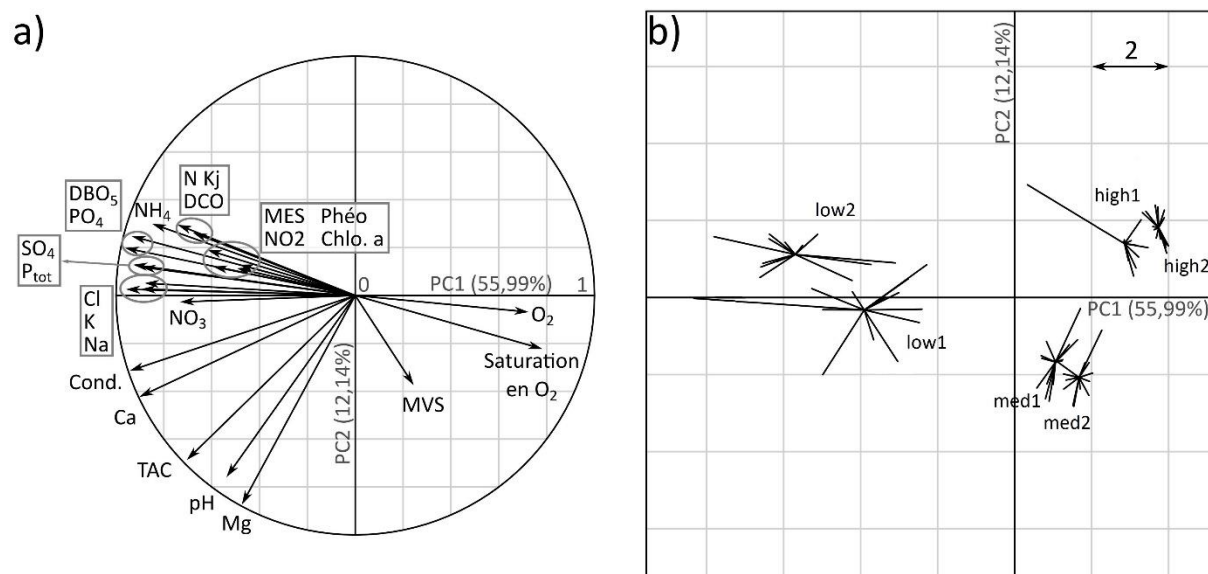 a)
N Kj
DCO
DBO₅
PO₄
NH₄
MES Phéo
NO2 Chlo. a
SO₄
Ptot
0
PC1 (55,99%)
1
Cl
K
Na
NO₃
O₂
Saturation
en O₂
Cond.
Ca
MVS
PC2 (12,14%)
TAC
pH
Mg
b)
PC2 (12,14%)
2
low2
high1
high2
PC1 (55,99%)
low1
med1
med2